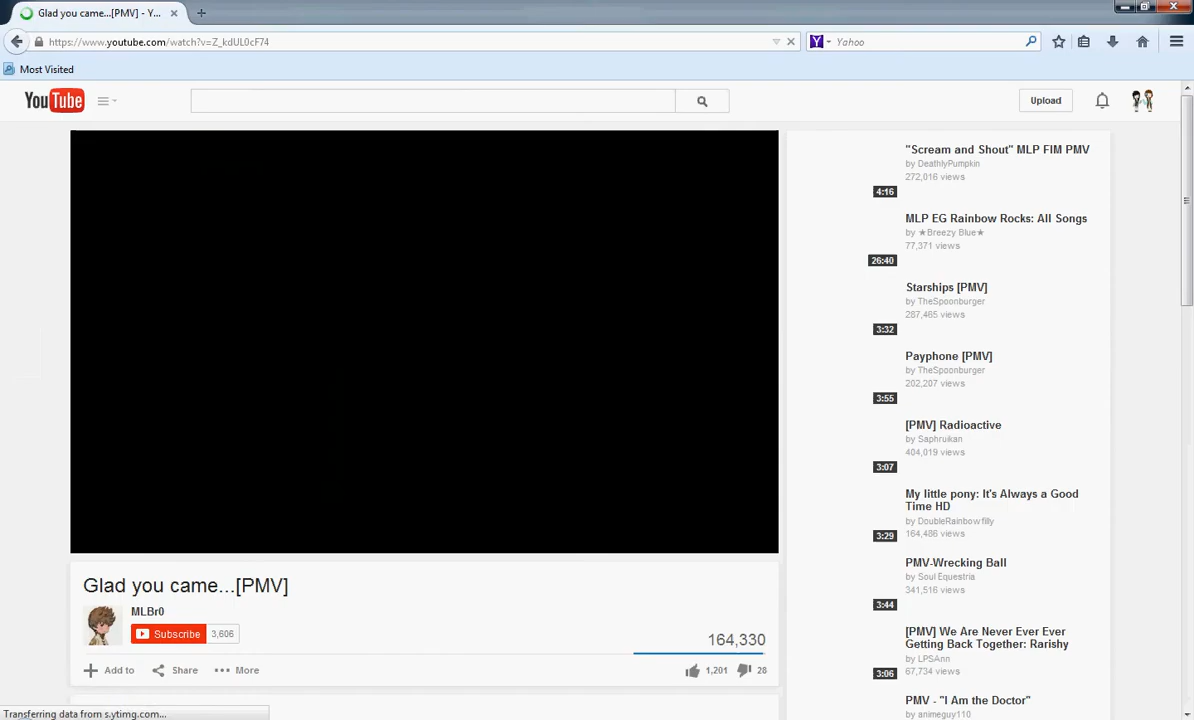 Glad you came...[PMV] - Y...
https://www.youtube.com/watch?v=Z_kdUL0cF74
Yahoo
Most Visited
YouTube
Upload
"Scream and Shout" MLP FIM PMV
by DeathlyPumpkin
272,016 views
4:16
MLP EG Rainbow Rocks: All Songs
by ★Breezy Blue★
77,371 views
26:40
Starships [PMV]
by TheSpoonburger
287,465 views
3:32
Payphone [PMV]
by TheSpoonburger
202,207 views
3:55
[PMV] Radioactive
by Saphruikan
404,019 views
3:07
My little pony: It's Always a Good
Time HD
by DoubleRainbowfilly
164,486 views
3:29
PMV-Wrecking Ball
by Soul Equestria
341,516 views
3:44
[PMV] We Are Never Ever Ever
Getting Back Together: Rarishy
by LPSAnn
67,734 views
3:06
PMV - "I Am the Doctor"
by animeguy110
Glad you came...[PMV]
MLBr0
Subscribe 3,606
164,330
Add to Share More
1,201 28
Transferring data from s.ytimg.com...